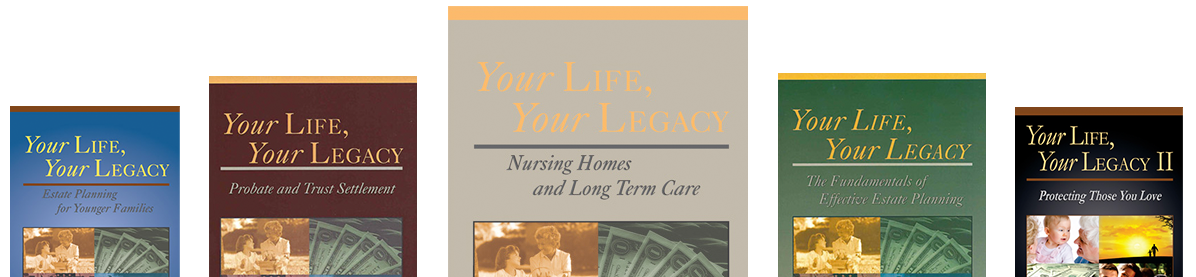 Your LIFE,
Your LEGACY
Estate Planning
for Younger Families
Your LIFE,
Your LEGACY
Probate and Trust Settlement
Your LIFE,
Your LEGACY
Nursing Homes
and Long Term Care
Your LIFE,
Your LEGACY
The Fundamentals of
Effective Estate Planning
Your LIFE,
Your LEGACY II
Protecting Those You Love